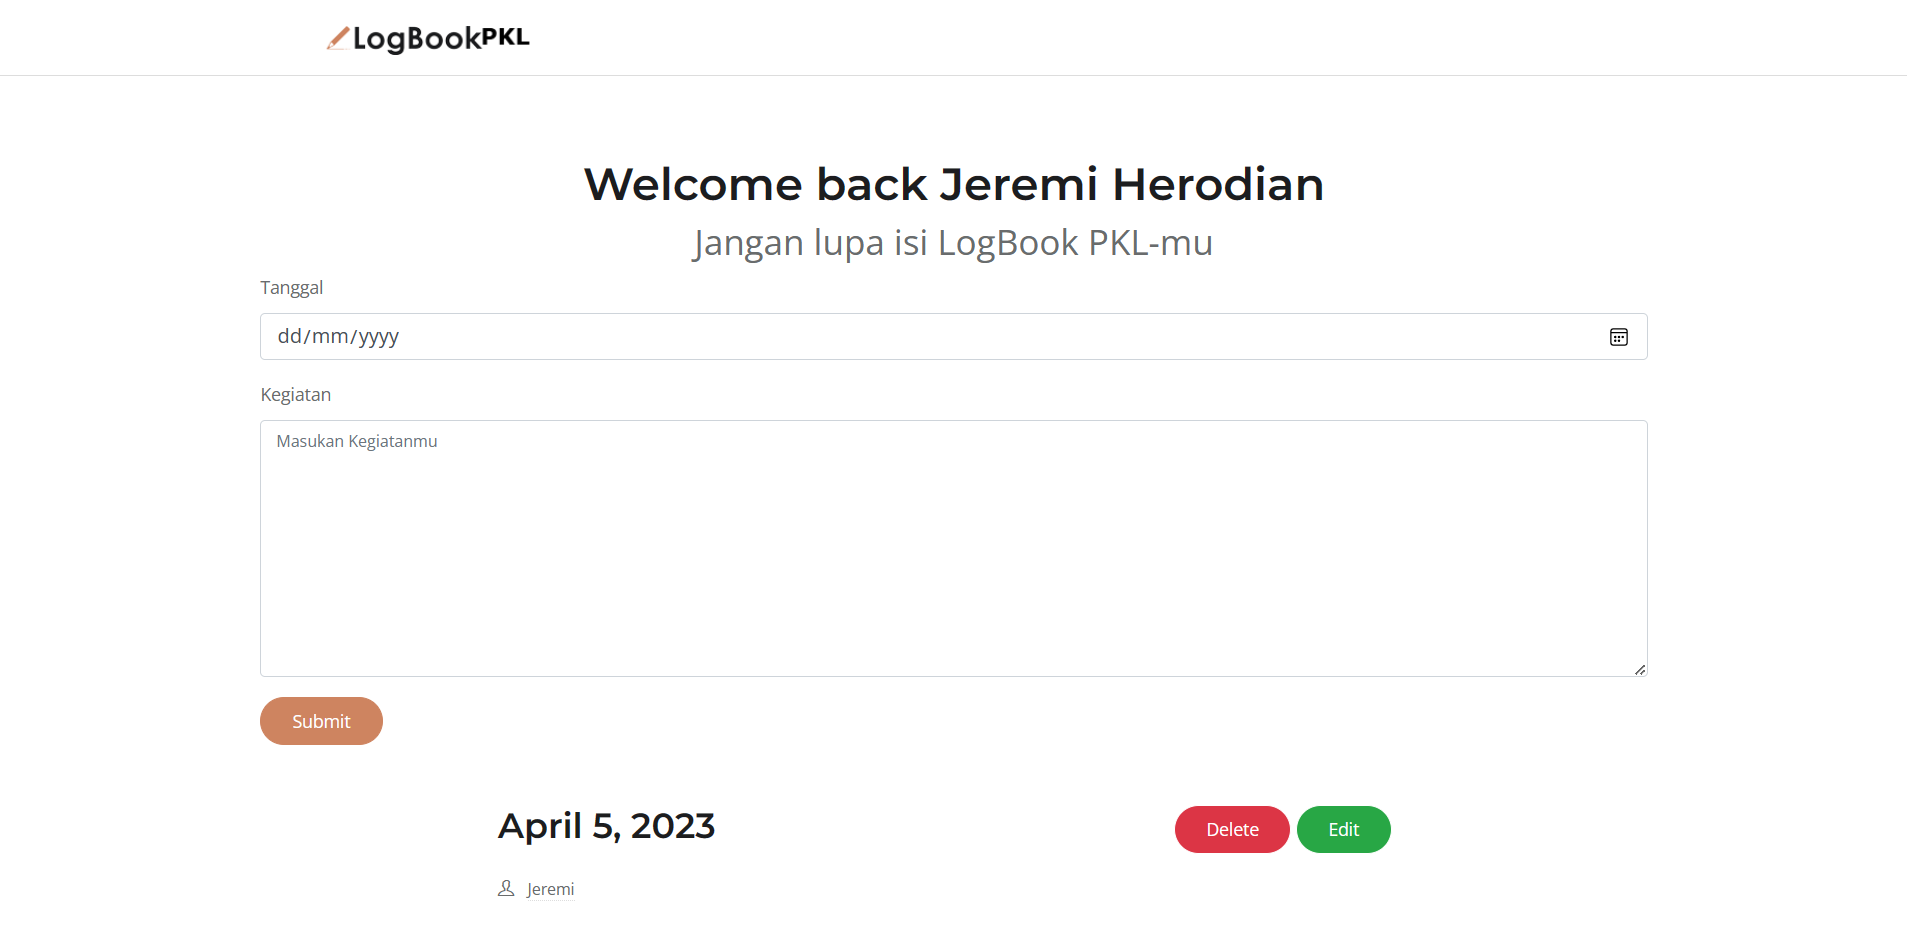 LogBookPKL
Welcome back Jeremi Herodian
Jangan lupa isi LogBook PKL-mu
Tanggal
dd/mm/yyyy
Kegiatan
Masukan Kegiatanmu
Submit
April 5, 2023
Delete Edit
Jeremi